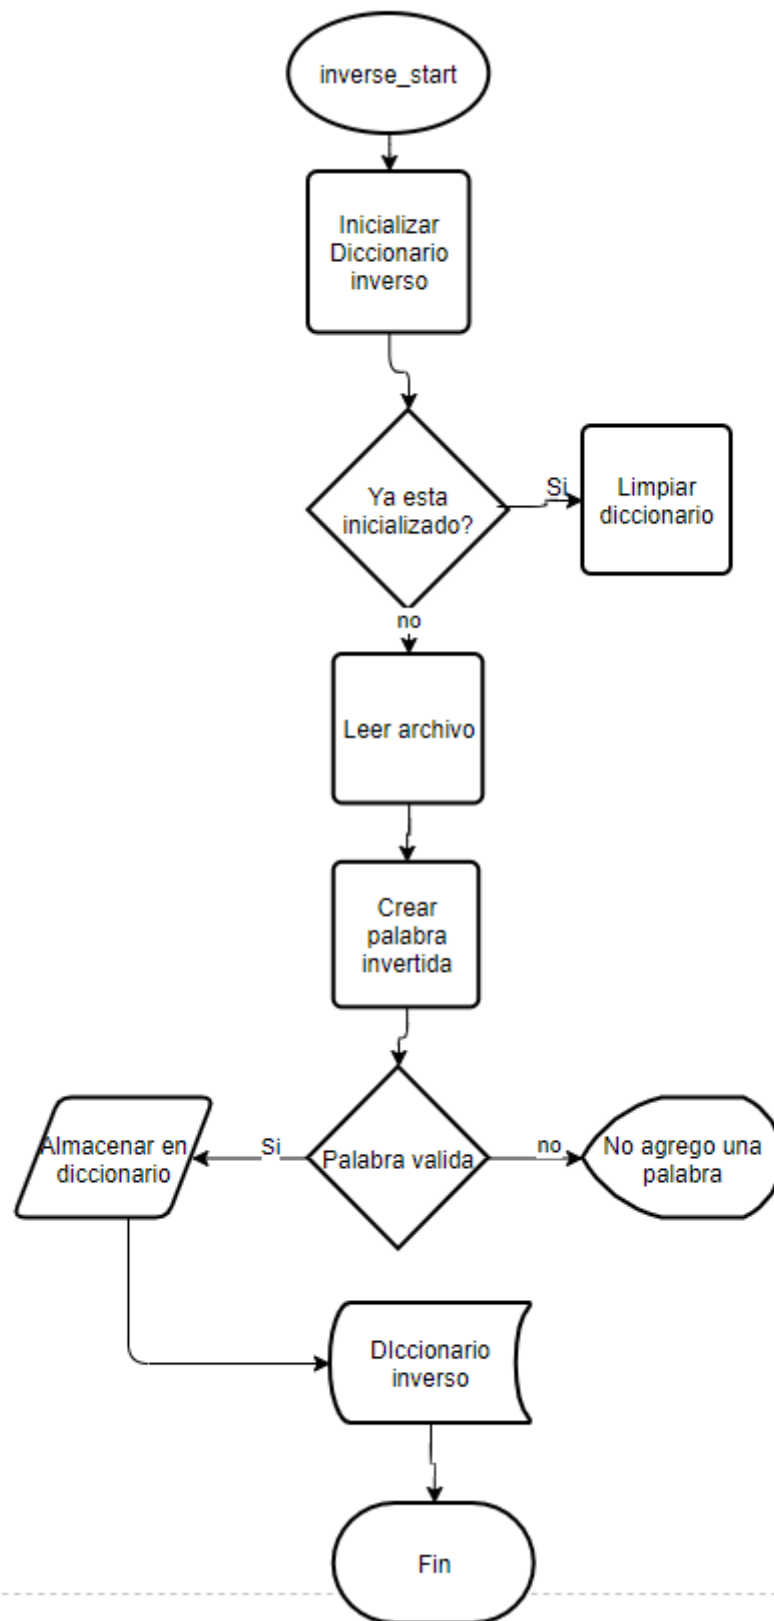 inverse_start
Inicializar
Diccionario
inverso
Ya esta
inicializado?
Si
Limpiar
diccionario
no
Leer archivo
Crear
palabra
invertida
Almacenar en
diccionario
Si
Palabra valida
no
No agrego una
palabra
DIccionario
inverso
Fin